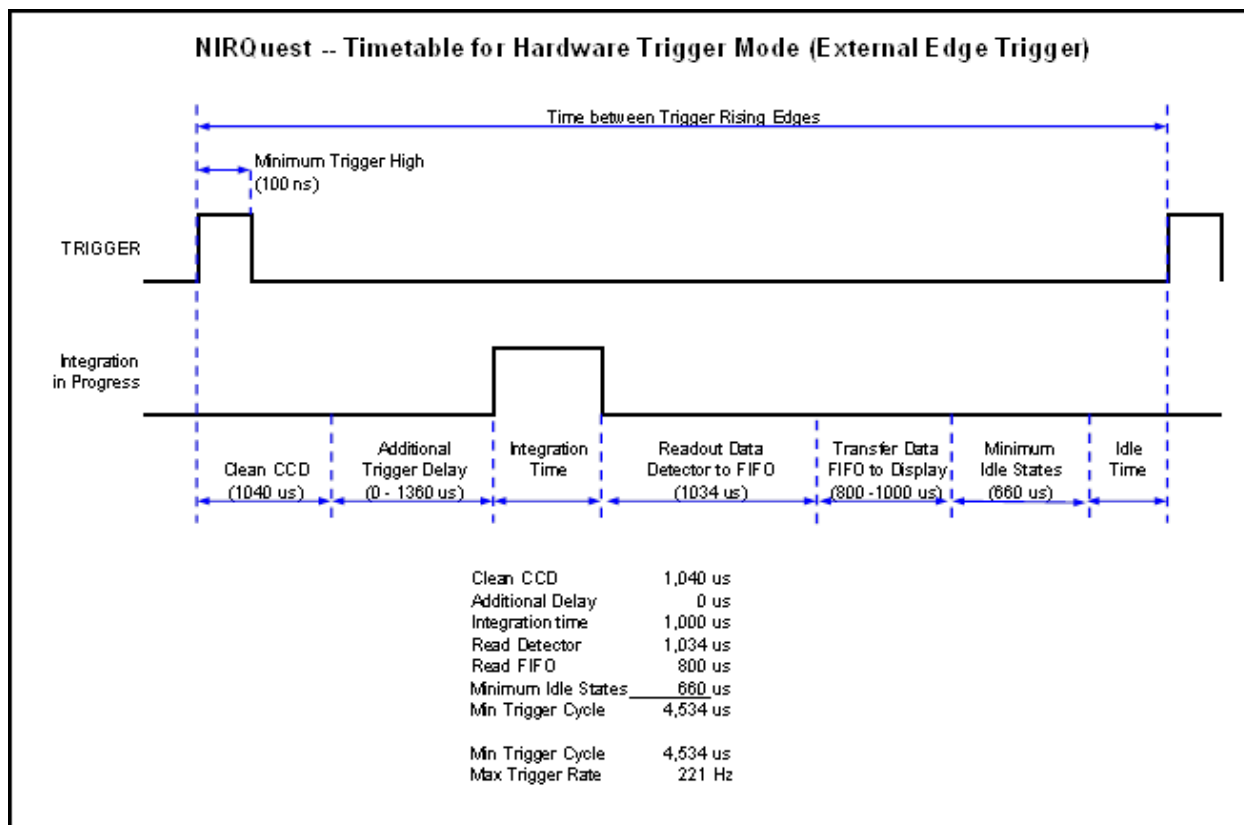 NIRQuest -- Timetable for Hardware Trigger Mode (External Edge Trigger)
Time between Trigger Rising Edges
Minimum Trigger High
(100 ns)
TRIGGER
Integration
in Progress
Clean CCD
(1040 us)
Additional
Trigger Delay
(0 - 1360 us)
Integration
Time
Readout Data
Detector to FIFO
(1034 us)
Transfer Data
FIFO to Display
(800 -1000 us)
Minimum
Idle States
(660 us)
Idle
Time
Clean CCD 1,040 us
Additional Delay 0 us
Integration time 1,000 us
Read Detector 1,034 us
Read FIFO 800 us
Minimum Idle States 660 us
Min Trigger Cycle 4,534 us
Min Trigger Cycle 4,534 us
Max Trigger Rate 221 Hz